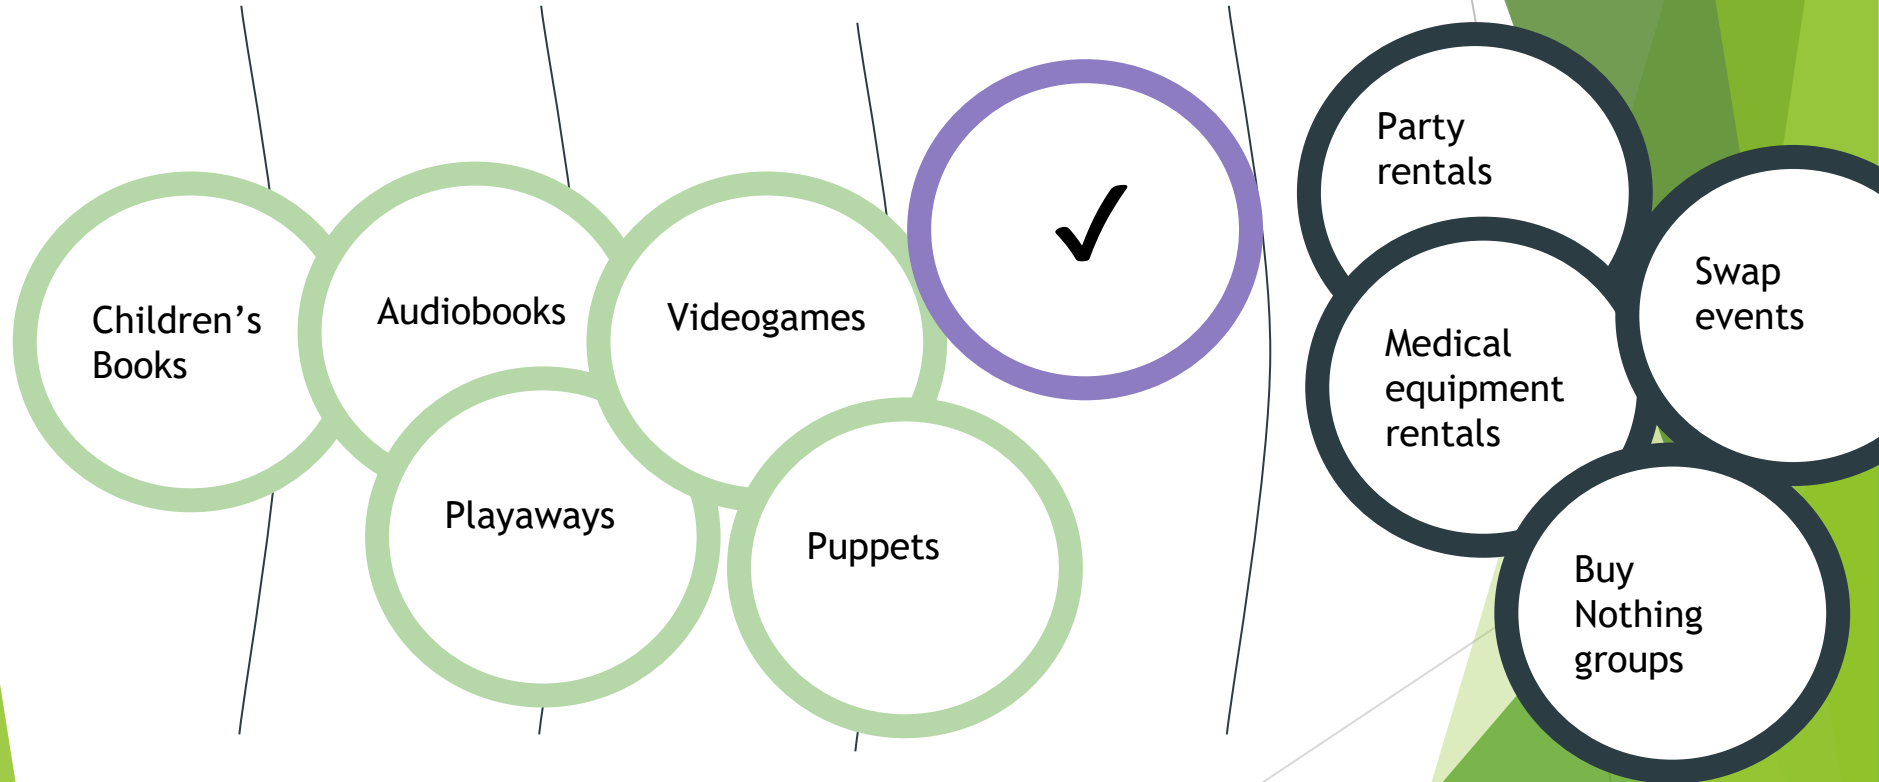 Children’s
Books
Audiobooks
Playaways
Videogames
Puppets
✓
Party
rentals
Medical
equipment
rentals
Swap
events
Buy
Nothing
groups